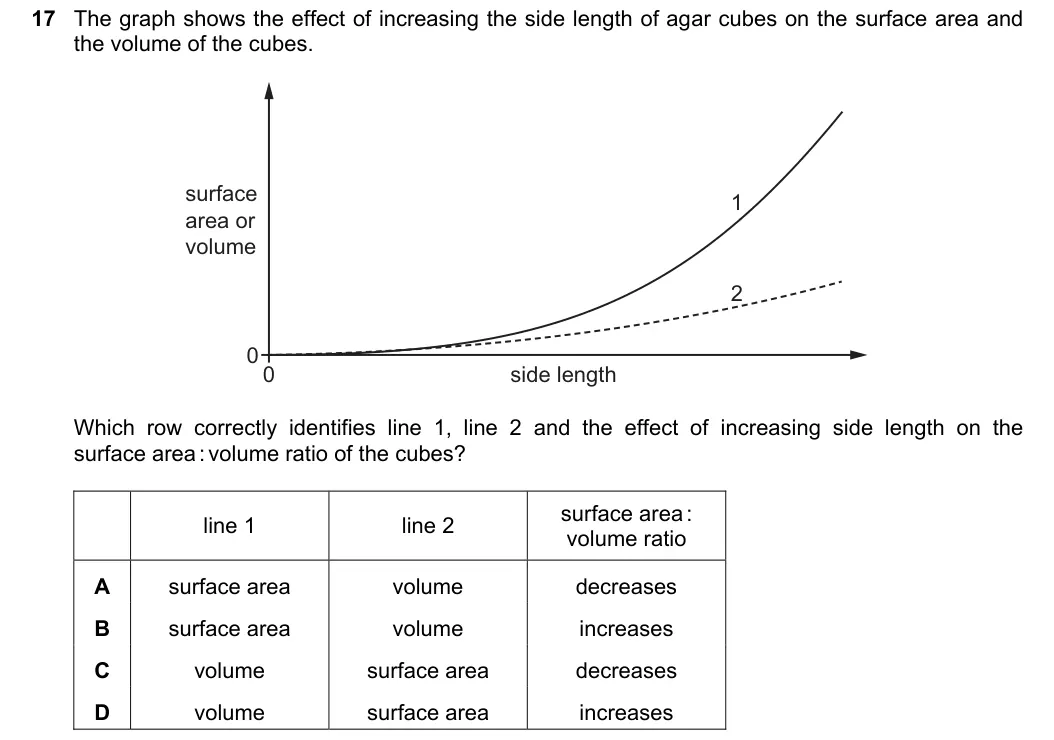 17 The graph shows the effect of increasing the side length of agar cubes on the surface area and
the volume of the cubes.
surface
area or
volume
1
2
0
0
side length
Which row correctly identifies line 1, line 2 and the effect of increasing side length on the
surface area : volume ratio of the cubes?
line 1 line 2 surface area :
volume ratio
A surface area volume decreases
B surface area volume increases
C volume surface area decreases
D volume surface area increases